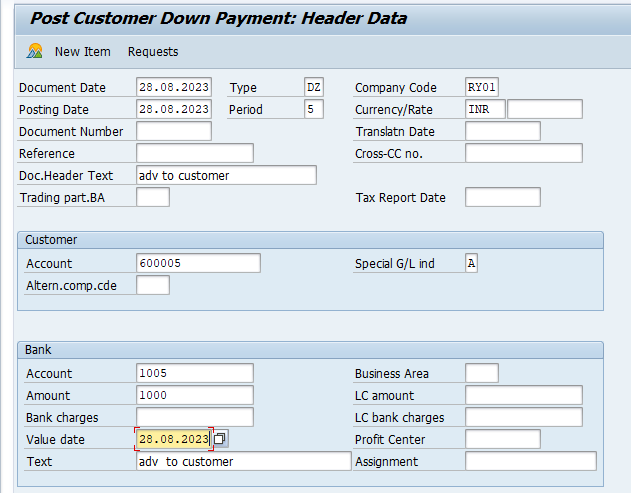 Post Customer Down Payment: Header Data
New Item Requests
Document Date 28.08.2023 Type DZ Company Code RY01
Posting Date 28.08.2023 Period 5 Currency/Rate INR
Document Number Translatn Date
Reference Cross-CC no.
Doc.Header Text adv to customer
Trading part.BA Tax Report Date
Customer
Account 600005 Special G/L ind A
Altern.comp.cde
Bank
Account 1005 Business Area
Amount 1000 LC amount
Bank charges LC bank charges
Value date 28.08.2023 Profit Center
Text adv to customer Assignment